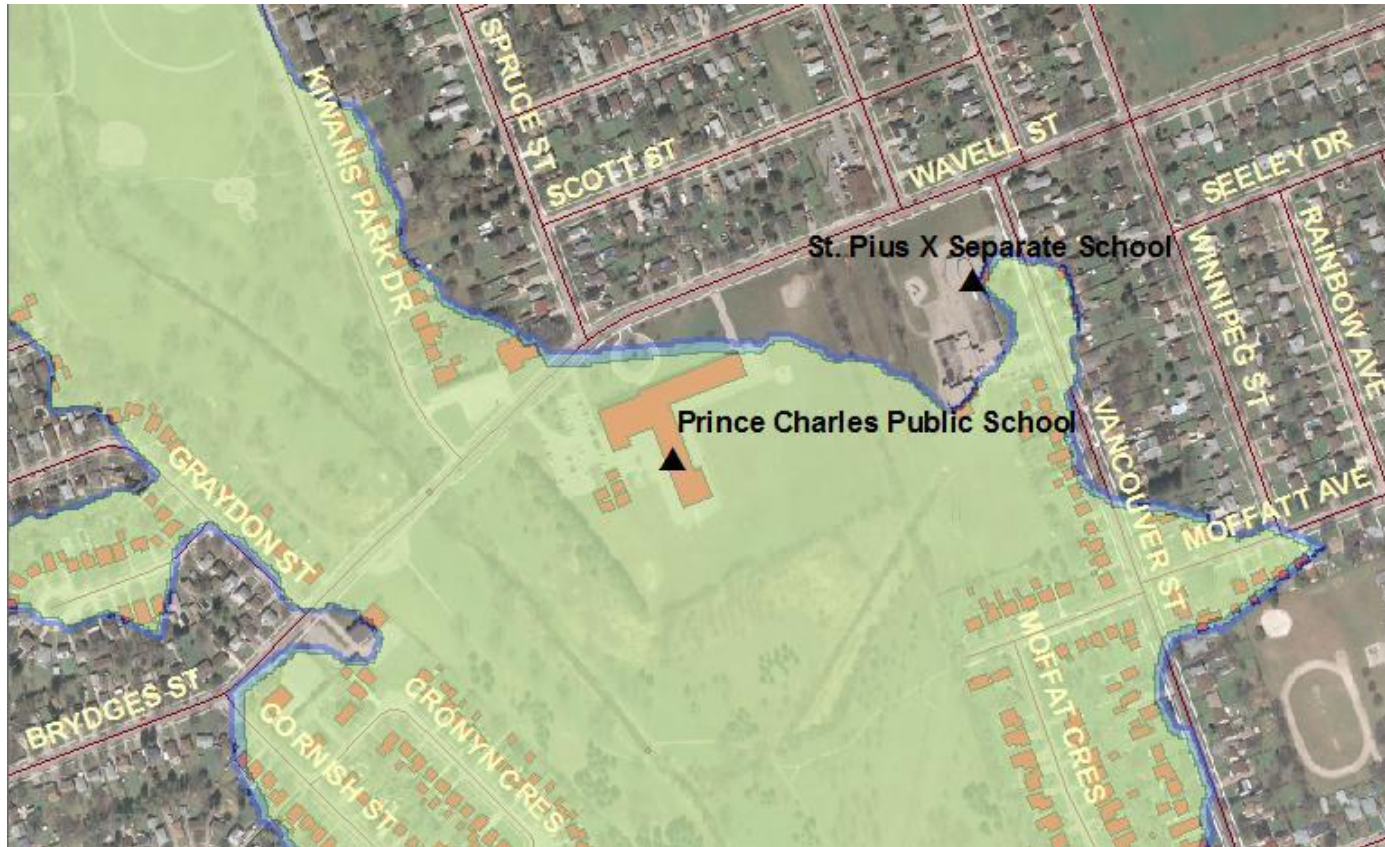 SPRUCE ST
KIWANIS PARK DR
SCOTT ST
WAVELL ST
SEELEY DR
WINNIPEG ST
RAINBOW AVE
St. Pius X Separate School
Prince Charles Public School
VANCOUVER ST
MOFFATT AVE
GRAYDON ST
MOFFAT CRES
BRYDGES ST
CORNISH ST
CRONYN CRES